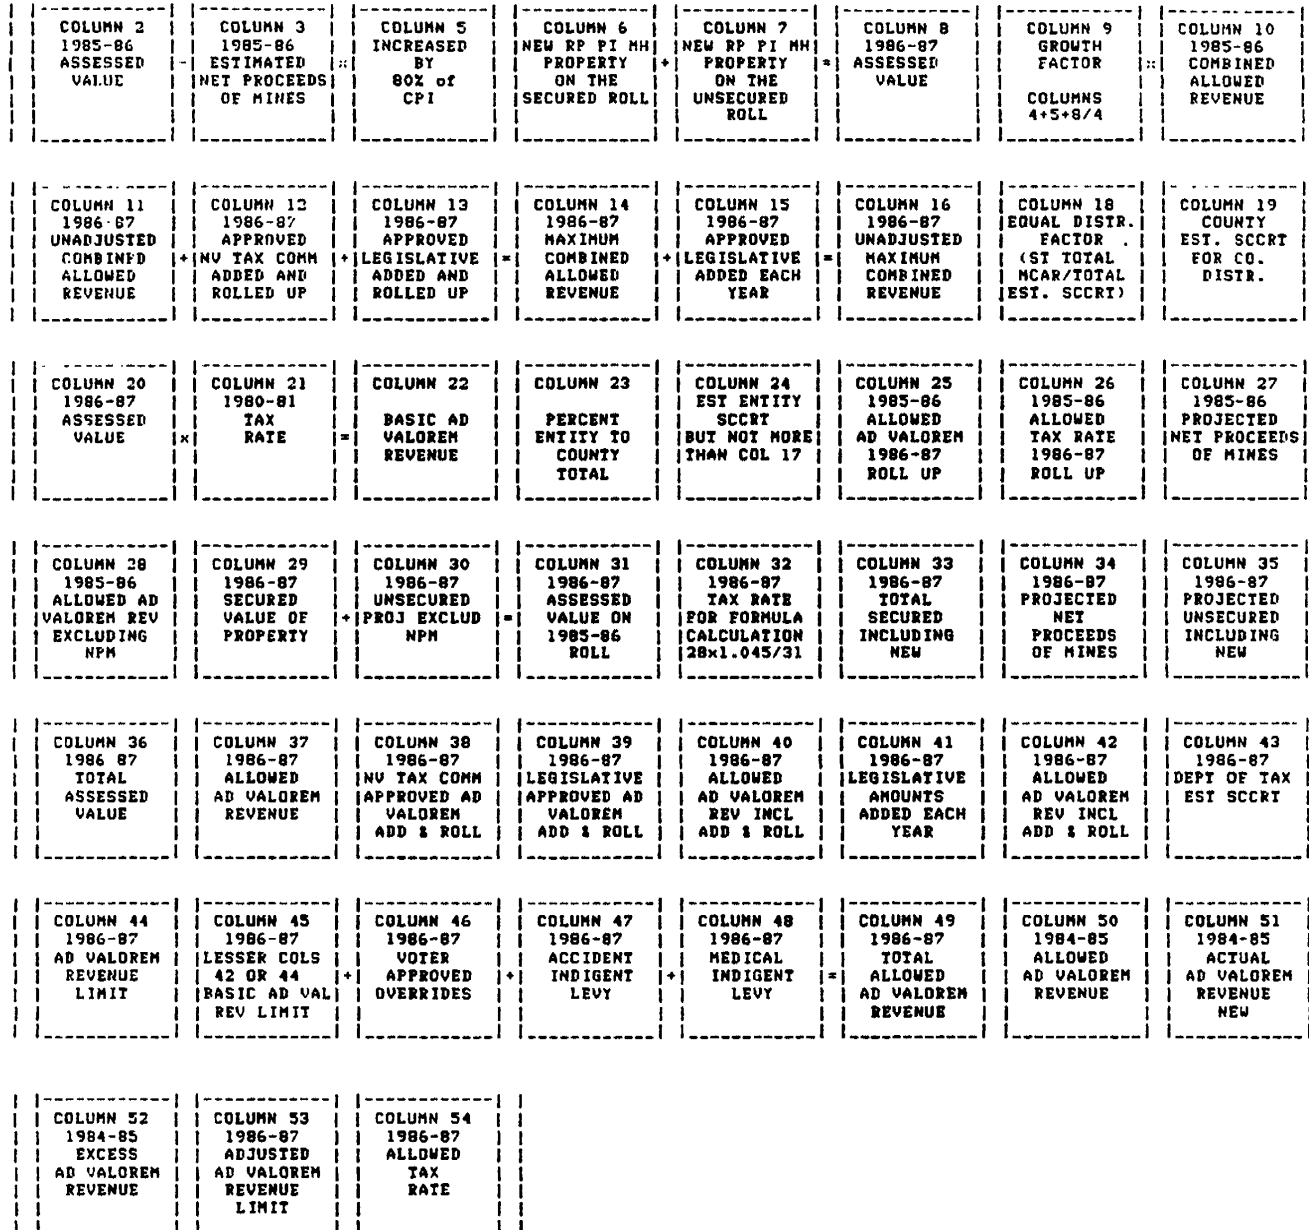 COLUMN 2
1985-86
ASSESSED
VALUE
-
COLUMN 3
1985-86
ESTIMATED
NET PROCEEDS
OF MINES
COLUMN 5
INCREASED
BY
80% of
CPI
COLUMN 6
NEW RP PI MH
PROPERTY
ON THE
SECURED ROLL
+
COLUMN 7
NEW RP PI MH
PROPERTY
ON THE
UNSECURED
ROLL
=
COLUMN 8
1986-87
ASSESSED
VALUE
COLUMN 9
GROWTH
FACTOR
COLUMNS
4+5+8/4
COLUMN 10
1985-86
COMBINED
ALLOWED
REVENUE
COLUMN 11
1986-87
UNADJUSTED
COMBINED
ALLOWED
REVENUE
+
COLUMN 12
1986-87
APPROVED
NV TAX COMM
ADDED AND
ROLLED UP
+
COLUMN 13
1986-87
APPROVED
LEGISLATIVE
ADDED AND
ROLLED UP
=
COLUMN 14
1986-87
MAXIMUM
COMBINED
ALLOWED
REVENUE
+
COLUMN 15
1986-87
APPROVED
LEGISLATIVE
ADDED EACH
YEAR
=
COLUMN 16
1986-87
UNADJUSTED
MAXIMUM
COMBINED
REVENUE
COLUMN 18
EQUAL DISTR.
FACTOR .
(ST TOTAL
MCAR/TOTAL
EST. SCCRT)
COLUMN 19
COUNTY
EST. SCCRT
FOR CO.
DISTR.
COLUMN 20
1986-87
ASSESSED
VALUE
x
COLUMN 21
1980-81
TAX
RATE
=
COLUMN 22
BASIC AD
VALOREM
REVENUE
COLUMN 23
PERCENT
ENTITY TO
COUNTY
TOTAL
COLUMN 24
EST ENTITY
SCCRT
BUT NOT MORE
THAN COL 17
COLUMN 25
1985-86
ALLOWED
AD VALOREM
1986-87
ROLL UP
COLUMN 26
1985-86
ALLOWED
TAX RATE
1986-87
ROLL UP
COLUMN 27
1985-86
PROJECTED
NET PROCEEDS
OF MINES
COLUMN 28
1985-86
ALLOWED AD
VALOREM REV
EXCLUDING
NPM
COLUMN 29
1986-87
SECURED
VALUE OF
PROPERTY
+
COLUMN 30
1986-87
UNSECURED
PROJ EXCLUD
NPM
=
COLUMN 31
1986-87
ASSESSED
VALUE ON
1985-86
ROLL
COLUMN 32
1986-87
TAX RATE
FOR FORMULA
CALCULATION
28x1.045/31
COLUMN 33
1986-87
TOTAL
SECURED
INCLUDING
NEW
COLUMN 34
1986-87
PROJECTED
NET
PROCEEDS
OF MINES
COLUMN 35
1986-87
PROJECTED
UNSECURED
INCLUDING
NEW
COLUMN 36
1986 87
TOTAL
ASSESSED
VALUE
COLUMN 37
1986-87
ALLOWED
AD VALOREM
REVENUE
COLUMN 38
1986-87
NV TAX COMM
APPROVED AD
VALOREM
ADD & ROLL
COLUMN 39
1986-87
LEGISLATIVE
APPROVED AD
VALOREM
ADD & ROLL
COLUMN 40
1986-87
ALLOWED
AD VALOREM
REV INCL
ADD & ROLL
COLUMN 41
1986-87
LEGISLATIVE
AMOUNTS
ADDED EACH
YEAR
COLUMN 42
1986-87
ALLOWED
AD VALOREM
REV INCL
ADD & ROLL
COLUMN 43
1986-87
DEPT OF TAX
EST SCCRT
COLUMN 44
1986-87
AD VALOREM
REVENUE
LIMIT
COLUMN 45
1986-87
LESSER COLS
42 OR 44
BASIC AD VAL
REV LIMIT
+
COLUMN 46
1986-87
VOTER
APPROVED
OVERRIDES
+
COLUMN 47
1986-87
ACCIDENT
INDIGENT
LEVY
+
COLUMN 48
1986-87
MEDICAL
INDIGENT
LEVY
=
COLUMN 49
1986-87
TOTAL
ALLOWED
AD VALOREM
REVENUE
COLUMN 50
1984-85
ALLOWED
AD VALOREM
REVENUE
COLUMN 51
1984-85
ACTUAL
AD VALOREM
REVENUE
NEW
COLUMN 52
1984-85
EXCESS
AD VALOREM
REVENUE
COLUMN 53
1986-87
ADJUSTED
AD VALOREM
REVENUE
LIMIT
COLUMN 54
1986-87
ALLOWED
TAX
RATE